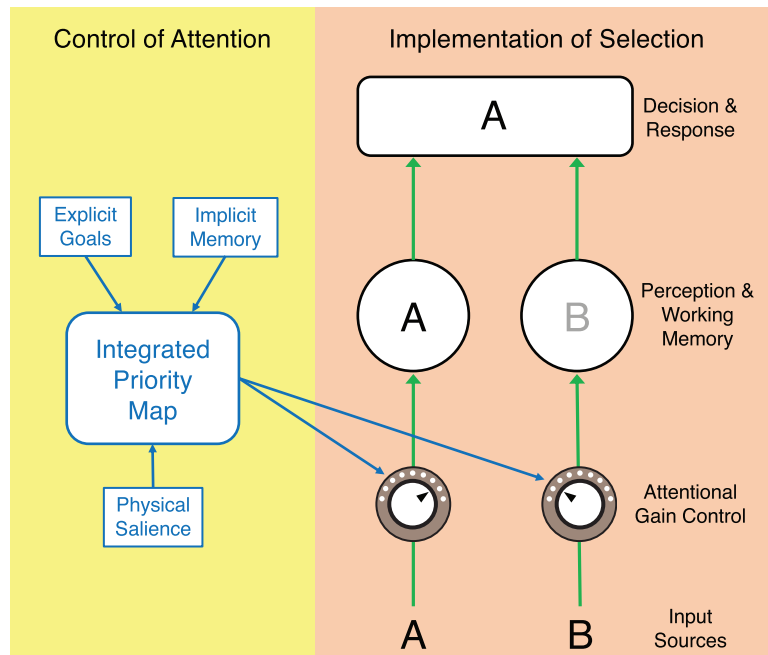 Control of Attention
Explicit
Goals
Implicit
Memory
Integrated
Priority
Map
Physical
Salience
Implementation of Selection
A
Decision &
Response
A
B
Perception &
Working
Memory
Attentional
Gain Control
A
B
Input
Sources